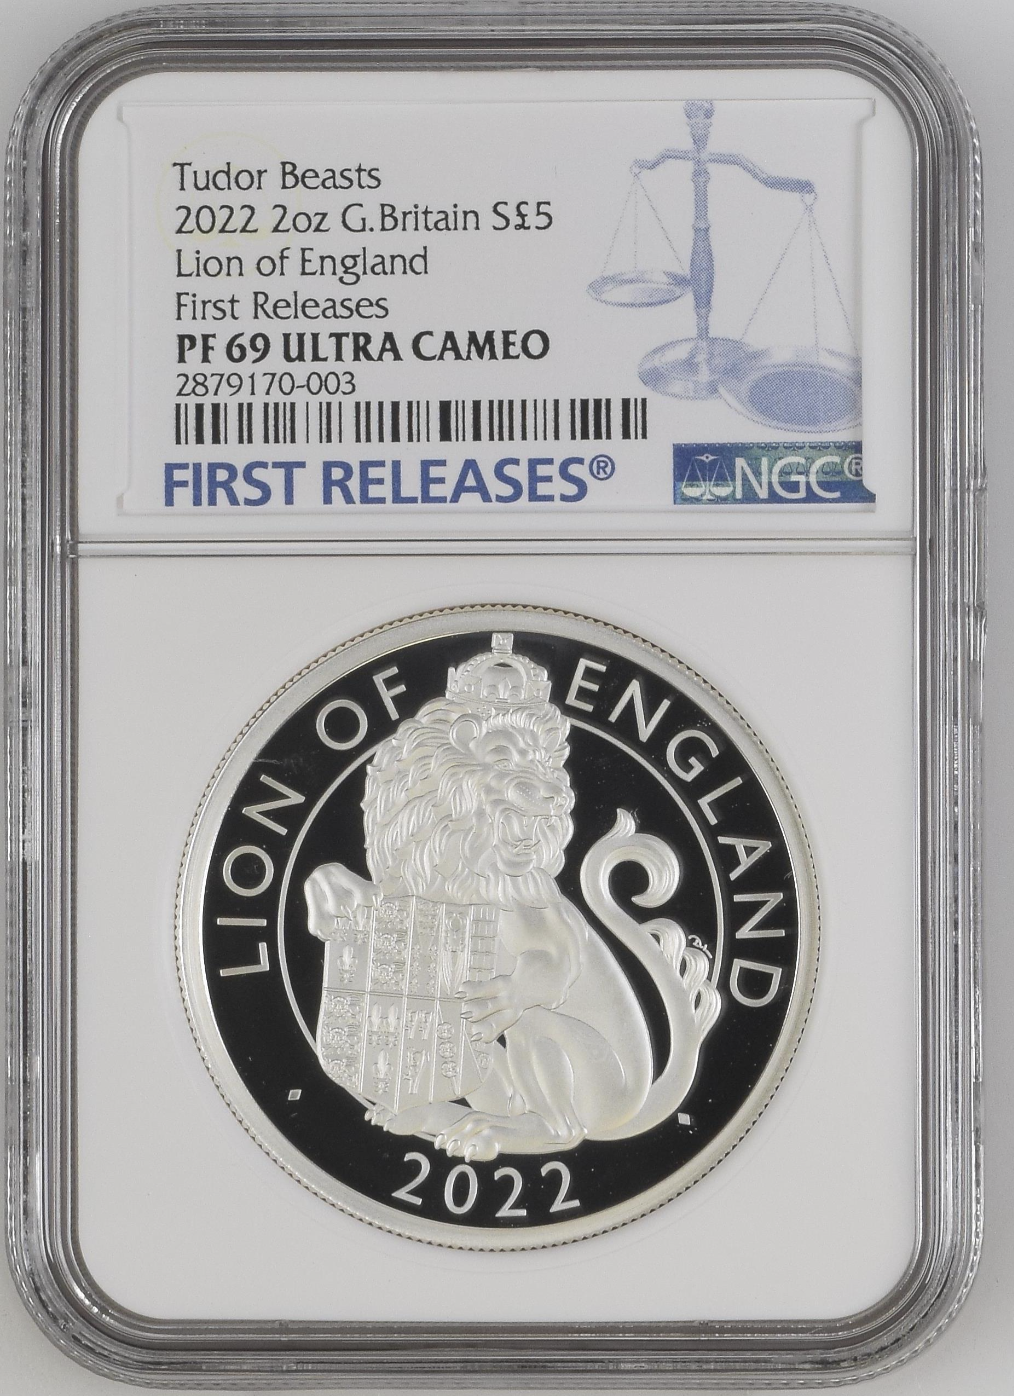 Tudor Beasts
2022 2oz G.Britain S£5
Lion of England
First Releases
PF 69 ULTRA CAMEO
2879170-003
FIRST RELEASES®
NGC®
LION OF ENGLAND
2022